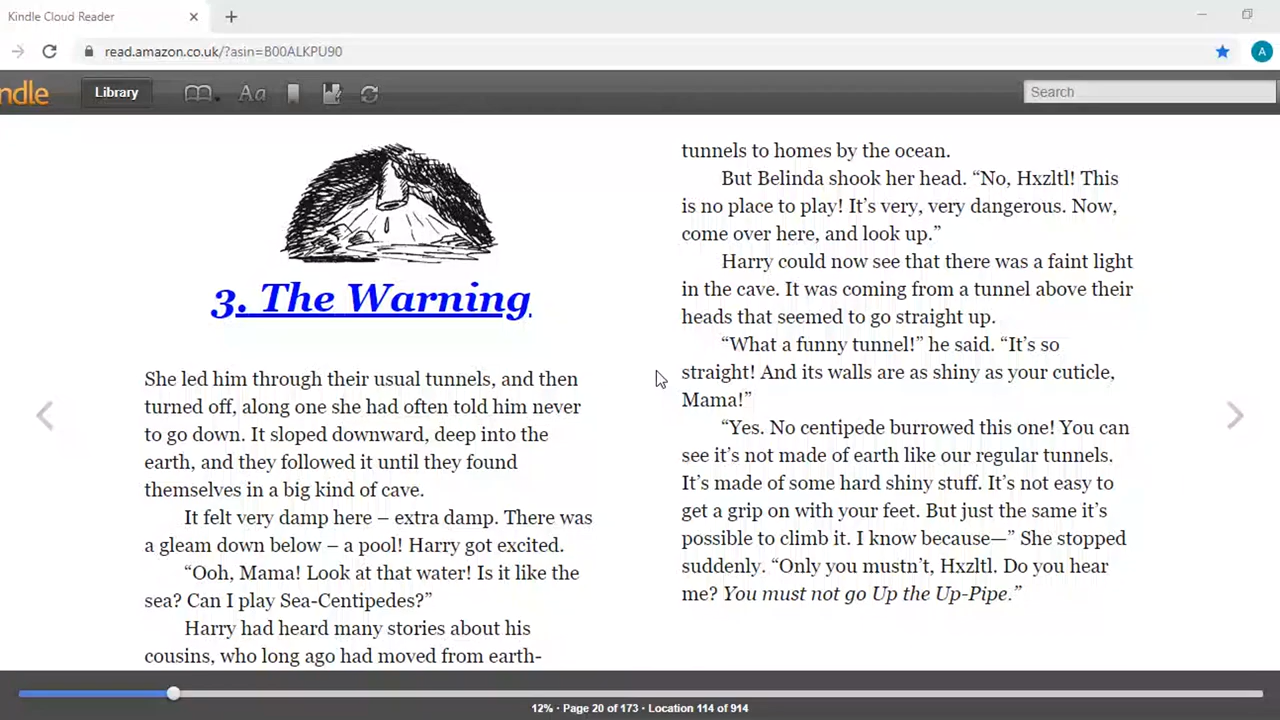 Kindle Cloud Reader
read.amazon.co.uk/?asin=B00ALKPU90
A
ndle
Library
Aa
Search
3. The Warning
She led him through their usual tunnels, and then
turned off, along one she had often told him never
to go down. It sloped downward, deep into the
earth, and they followed it until they found
themselves in a big kind of cave.
It felt very damp here – extra damp. There was
a gleam down below – a pool! Harry got excited.
“Ooh, Mama! Look at that water! Is it like the
sea? Can I play Sea-Centipedes?”
Harry had heard many stories about his
cousins, who long ago had moved from earth-
tunnels to homes by the ocean.
But Belinda shook her head. “No, Hxzltl! This
is no place to play! It’s very, very dangerous. Now,
come over here, and look up.”
Harry could now see that there was a faint light
in the cave. It was coming from a tunnel above their
heads that seemed to go straight up.
“What a funny tunnel!” he said. “It’s so
straight! And its walls are as shiny as your cuticle,
Mama!”
“Yes. No centipede burrowed this one! You can
see it’s not made of earth like our regular tunnels.
It’s made of some hard shiny stuff. It’s not easy to
get a grip on with your feet. But just the same it’s
possible to climb it. I know because—” She stopped
suddenly. “Only you mustn’t, Hxzltl. Do you hear
me? You must not go Up the Up-Pipe.”
12% · Page 20 of 173 · Location 114 of 914